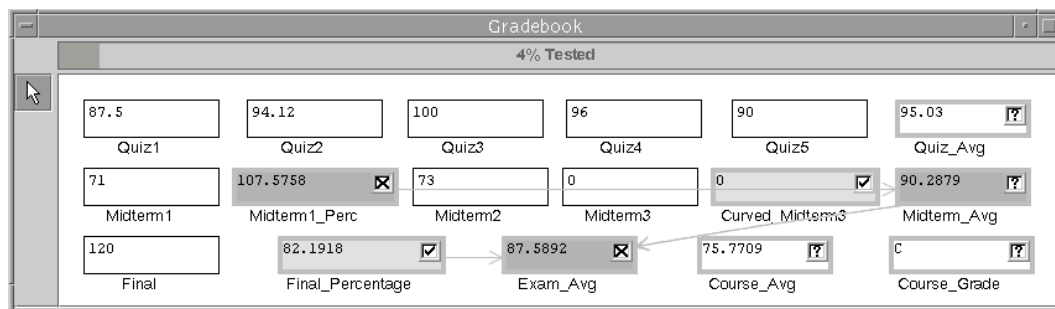 Gradebook
4% Tested
87.5 94.12 100 96 90 95.03 ?
Quiz1 Quiz2 Quiz3 Quiz4 Quiz5 Quiz_Avg
71 107.5758 73 0 0 90.2879 ?
Midterm1 Midterm1_Perc Midterm2 Midterm3 Curved_Midterm3 Midterm_Avg
120 82.1918 87.5892 75.7709 ? C ?
Final Final_Percentage Exam_Avg Course_Avg Course_Grade